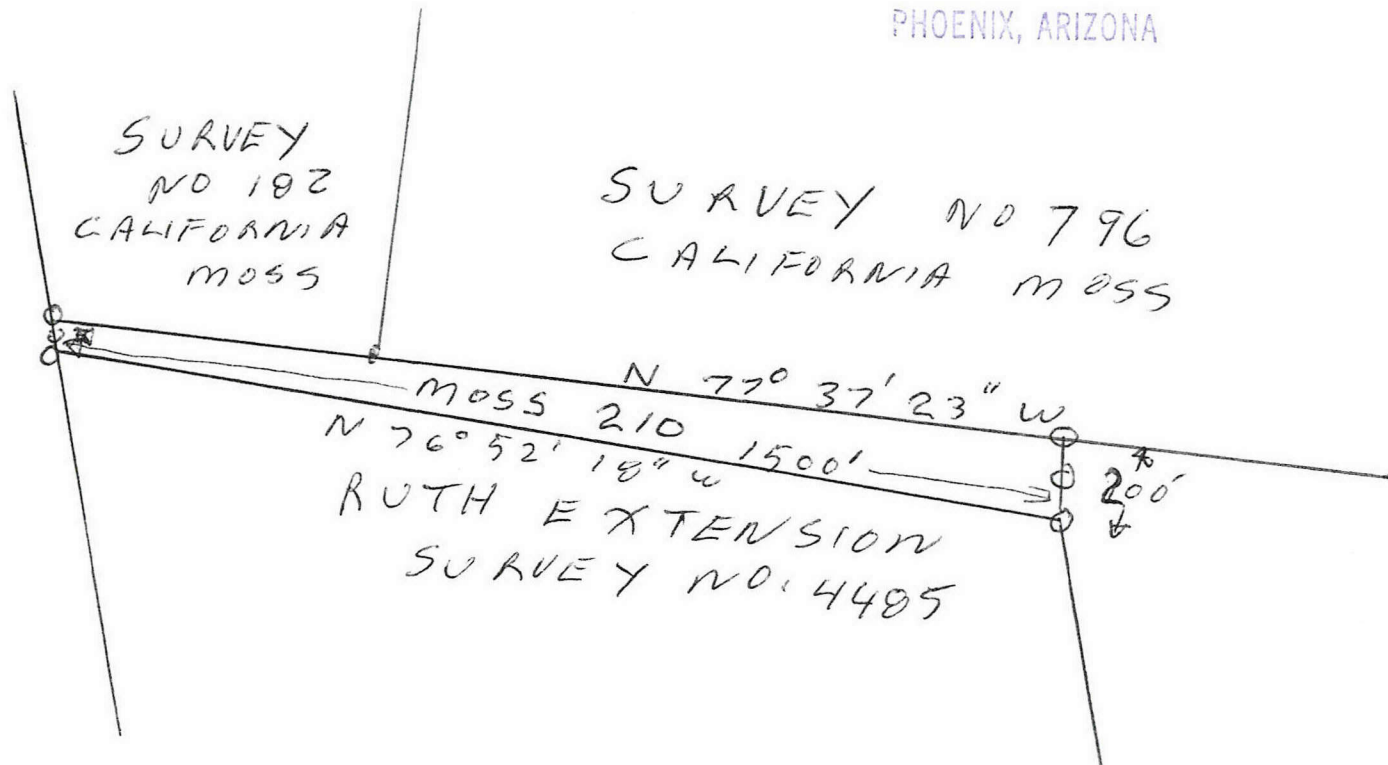 PHOENIX, ARIZONA
SURVEY
NO 182
CALIFORNIA
MOSS
SURVEY NO 796
CALIFORNIA MOSS
N 77° 37' 23" W
MOSS 210 1500'
200'
N 76° 52' 18" W
RUTH EXTENSION
SURVEY NO. 4485